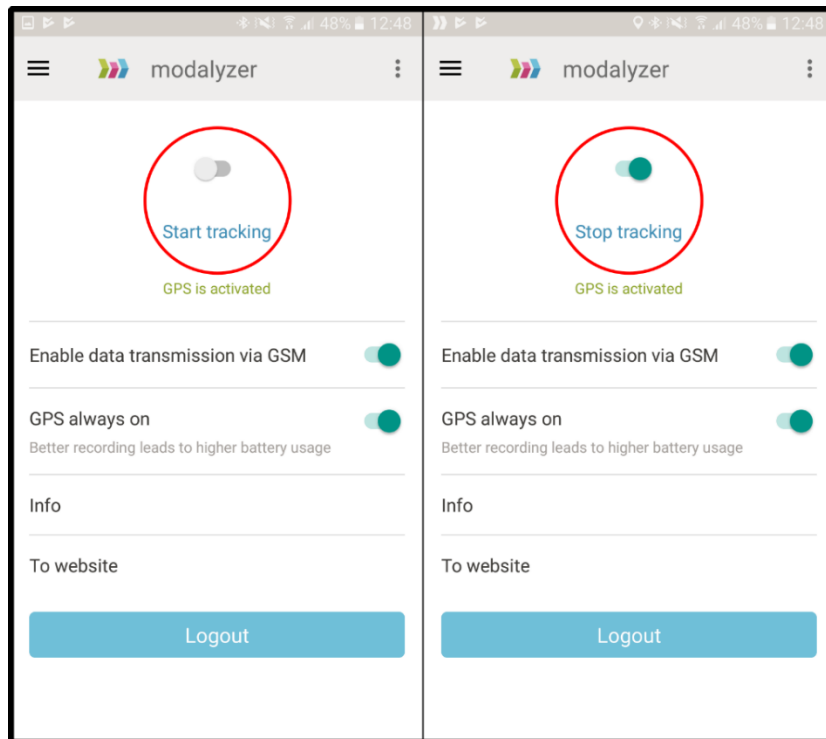 48% 12:48
modalyzer
Start tracking
GPS is activated
Enable data transmission via GSM
GPS always on
Better recording leads to higher battery usage
Info
To website
Logout
48% 12:48
modalyzer
Stop tracking
GPS is activated
Enable data transmission via GSM
GPS always on
Better recording leads to higher battery usage
Info
To website
Logout